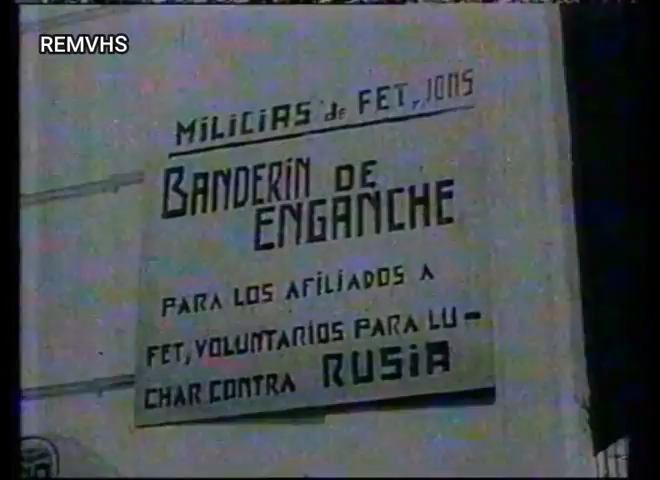 REMVHS
MILICIAS de FET y JONS
BANDERIN DE
ENGANCHE
PARA LOS AFILIADOS A
FET, VOLUNTARIOS PARA LU-
CHAR CONTRA RUSIA